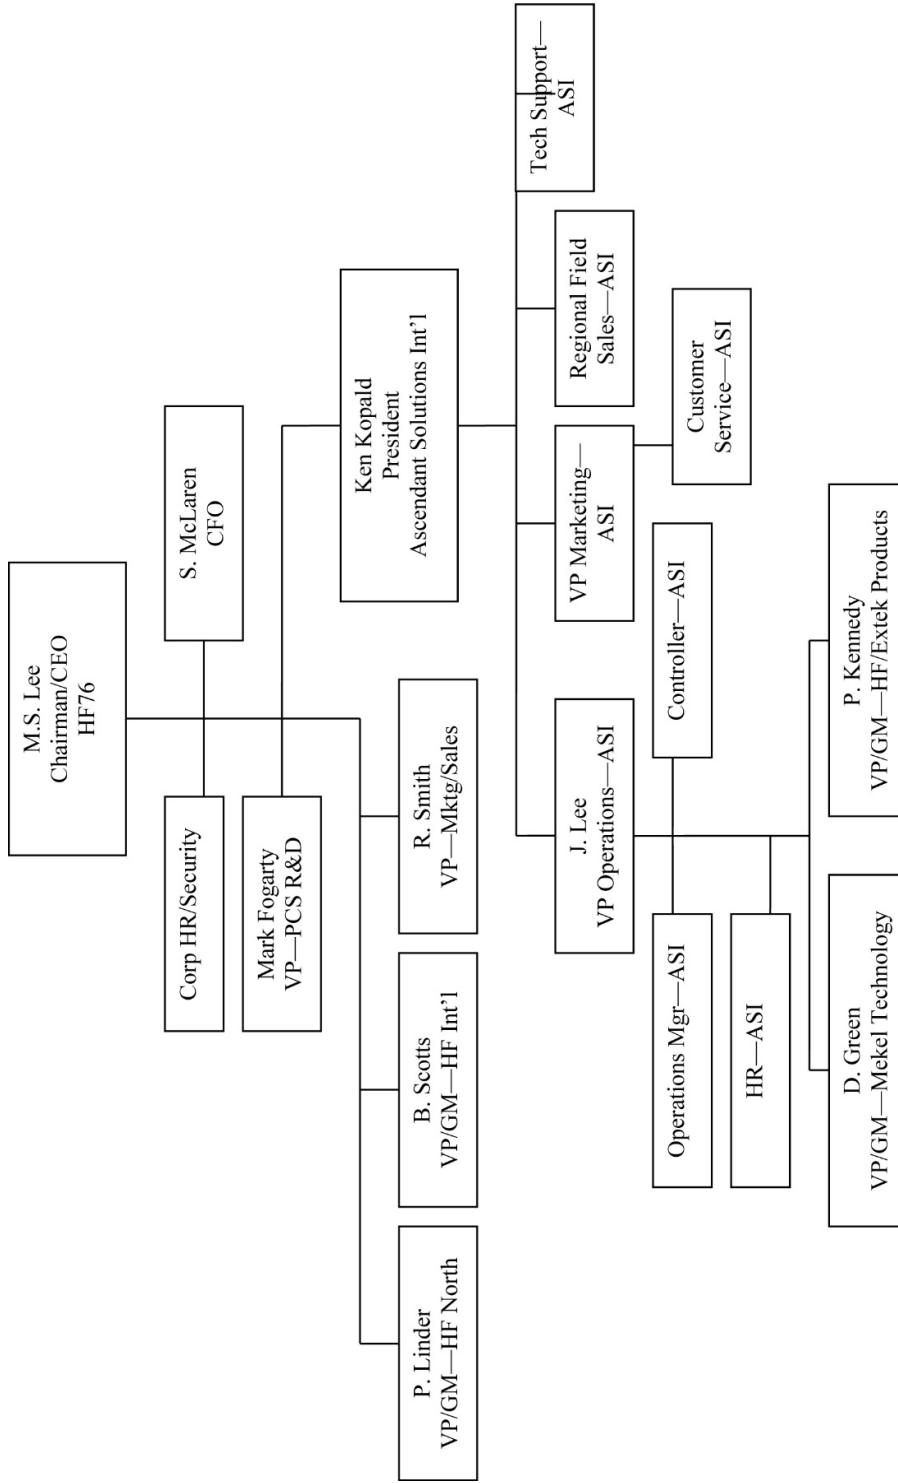 M.S. Lee
Chairman/CEO
HF76
Corp HR/Security
S. McLaren
CFO
Mark Fogarty
VP—PCS R&D
Ken Kopald
President
Ascendant Solutions Int'l
P. Linder
VP/GM—HF North
B. Scotts
VP/GM—HF Int'l
R. Smith
VP—Mktg/Sales
J. Lee
VP Operations—ASI
VP Marketing—
ASI
Regional Field
Sales—ASI
Tech Support—
ASI
Operations Mgr—ASI
Controller—ASI
Customer
Service—ASI
HR—ASI
D. Green
VP/GM—Mekel Technology
P. Kennedy
VP/GM—HF/Extek Products